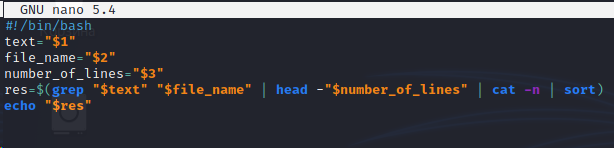 GNU nano 5.4
#!/bin/bash
text="$1"
file_name="$2"
number_of_lines="$3"
res=$(grep "$text" "$file_name" | head -"$number_of_lines" | cat -n | sort)
echo "$res"